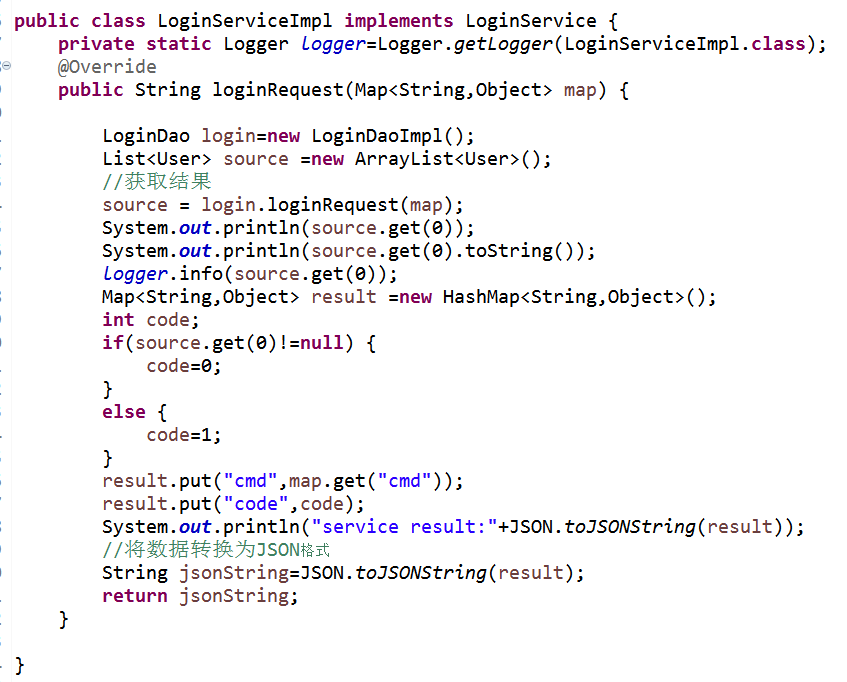 public class LoginServiceImpl implements LoginService {
    private static Logger logger=Logger.getLogger(LoginServiceImpl.class);
    @Override
    public String loginRequest(Map<String,Object> map) {
        LoginDao login=new LoginDaoImpl();
        List<User> source =new ArrayList<User>();
        //获取结果
        source = login.loginRequest(map);
        System.out.println(source.get(0));
        System.out.println(source.get(0).toString());
        logger.info(source.get(0));
        Map<String,Object> result =new HashMap<String,Object>();
        int code;
        if(source.get(0)!=null) {
            code=0;
        }
        else {
            code=1;
        }
        result.put("cmd",map.get("cmd"));
        result.put("code",code);
        System.out.println("service result:"+JSON.toJSONString(result));
        //将数据转换为JSON格式
        String jsonString=JSON.toJSONString(result);
        return jsonString;
    }
}